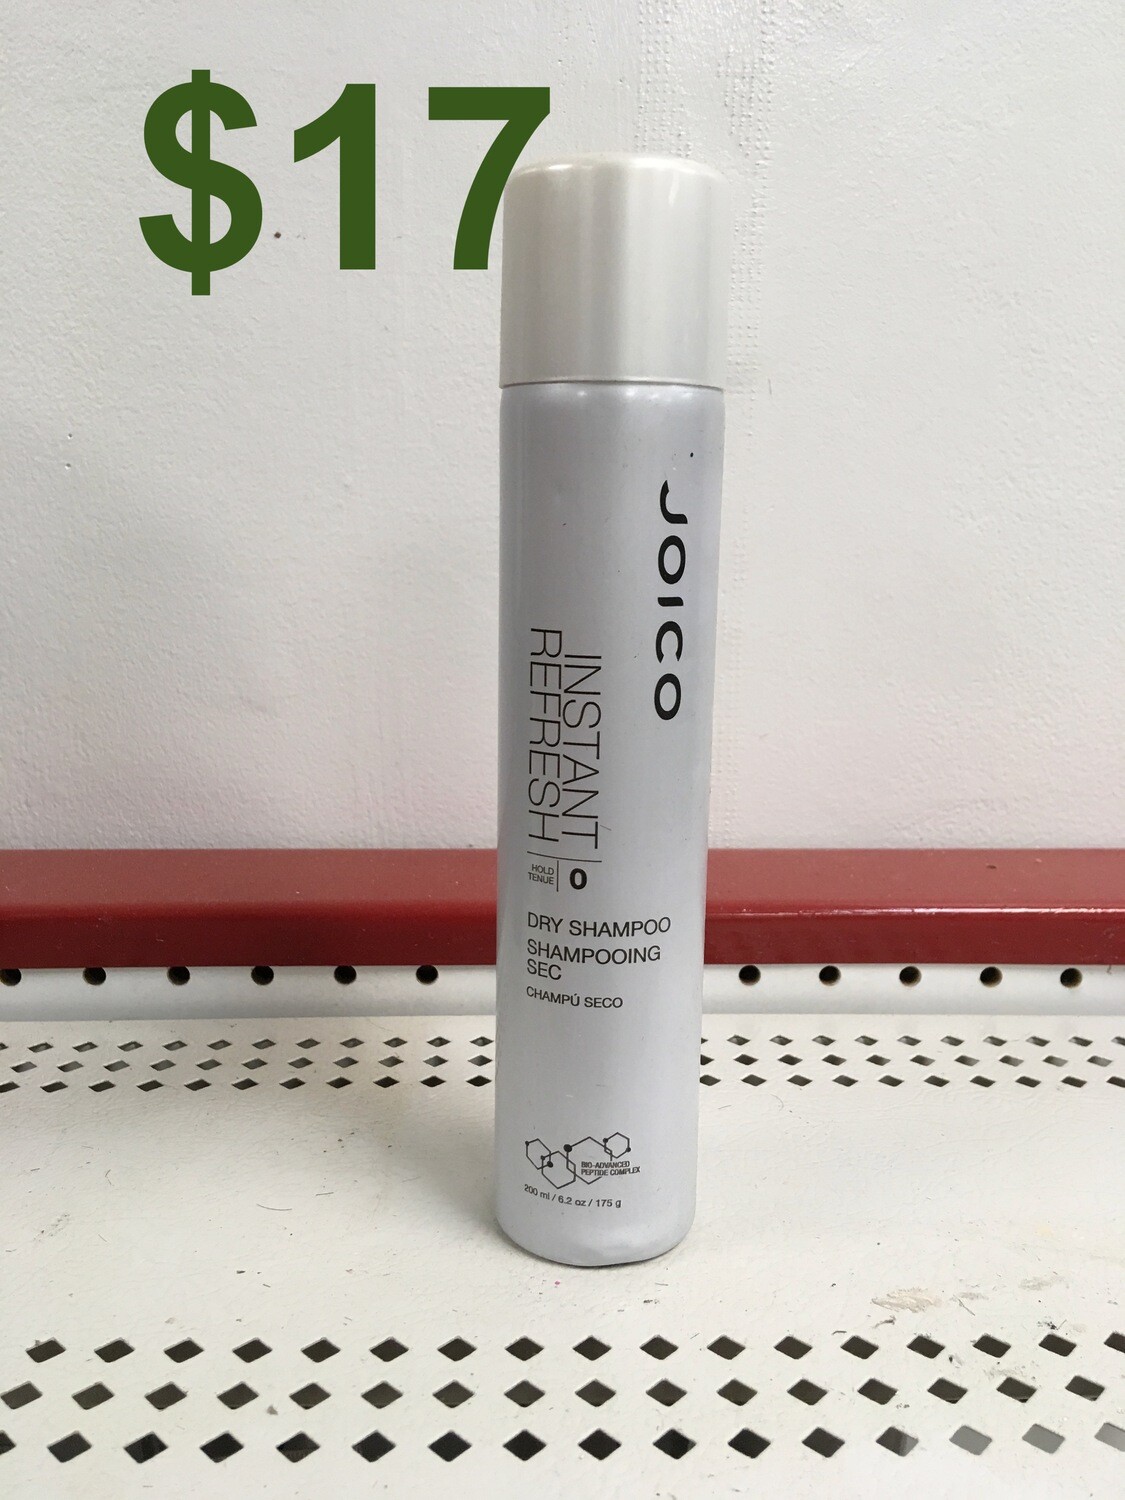 $17
JOICO
INSTANT
REFRESH
HOLD
TENUE
0
DRY SHAMPOO
SHAMPOOING
SEC
CHAMPÚ SECO
BIO-ADVANCED
PEPTIDE COMPLEX
200 ml / 6.2 oz / 175 g